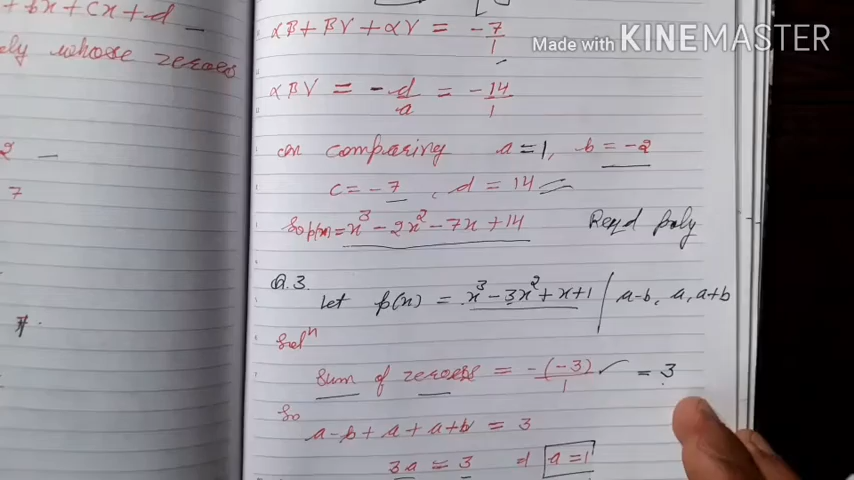 + bx + cx + d
ly whose zeroes
2 —
7
αβ + βγ + αγ = -7/1
Made with KINEMASTER
αβγ = -d/a = -14/1
on comparing a = 1, b = -2
c = -7, d = 14
So p(x) = x³ - 2x² - 7x + 14 Reqd poly
Q.3.
Let p(x) = x³ - 3x² + x + 1 | a-b, a, a+b
Solⁿ
Sum of zeroes = -(-3)/1 ✓ = 3
So
a-b + a + a+b = 3
3a = 3 ⇒ a = 1